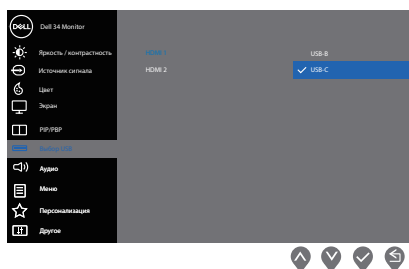 DELL
Dell 34 Monitor
Яркость / контрастность
Источник сигнала
Цвет
Экран
PIP/PBP
Выбор USB
Аудио
Меню
Персонализация
Другое
HDMI 1
HDMI 2
USB-B
USB-C